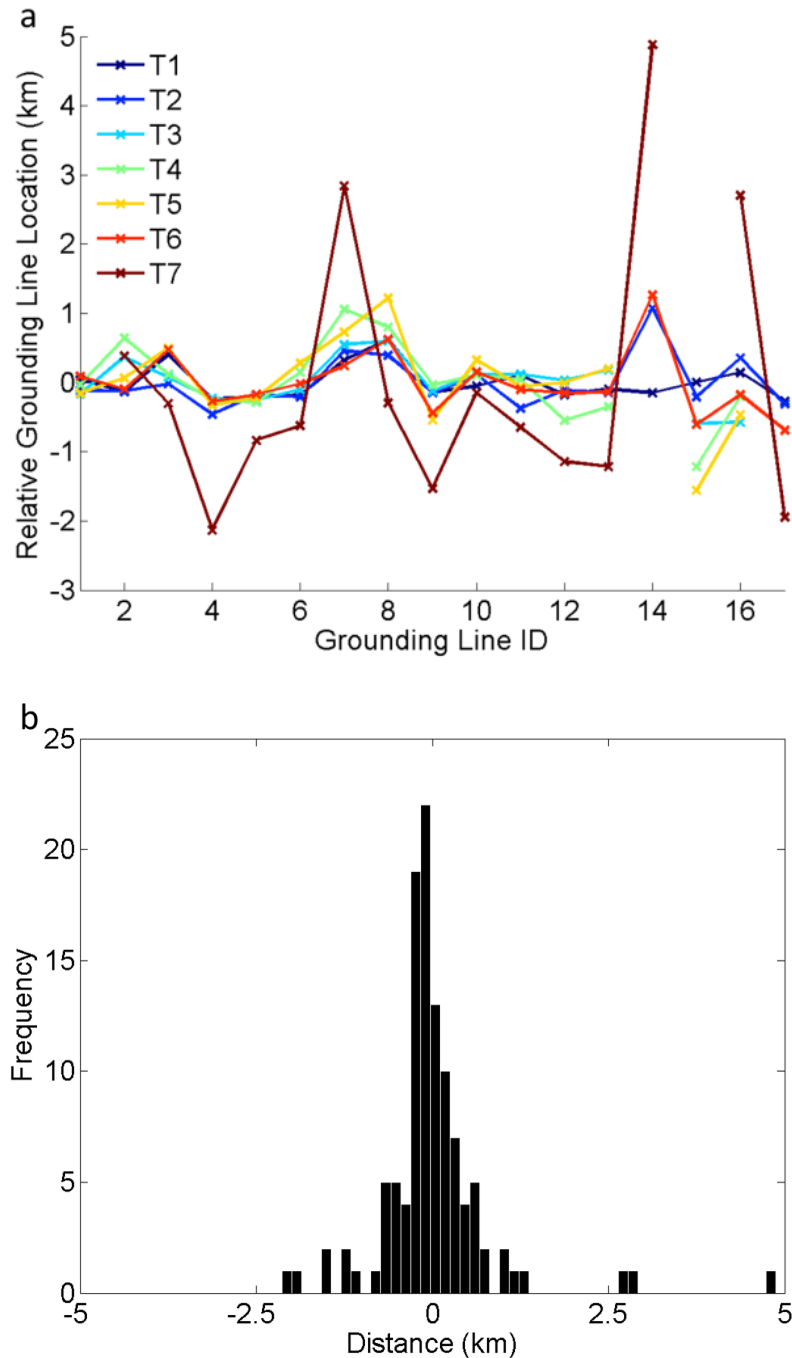 a
Relative Grounding Line Location (km)
5
4
3
2
1
0
-1
-2
-3
T1
T2
T3
T4
T5
T6
T7
2
4
6
8
10
12
14
16
Grounding Line ID
b
Frequency
25
20
15
10
5
0
-5
-2.5
0
2.5
5
Distance (km)